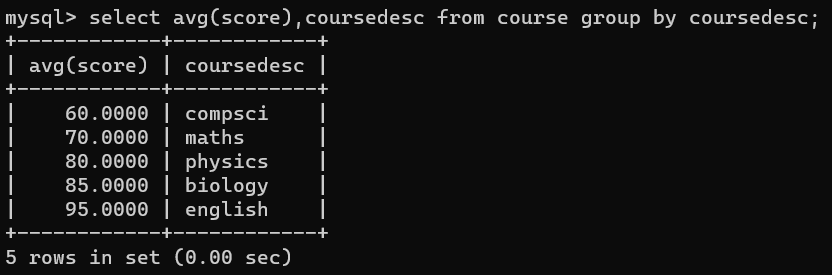 mysql> select avg(score),coursedesc from course group by coursedesc;
+------------+------------+
| avg(score) | coursedesc |
+------------+------------+
|    60.0000 | compsci    |
|    70.0000 | maths      |
|    80.0000 | physics    |
|    85.0000 | biology    |
|    95.0000 | english    |
+------------+------------+
5 rows in set (0.00 sec)